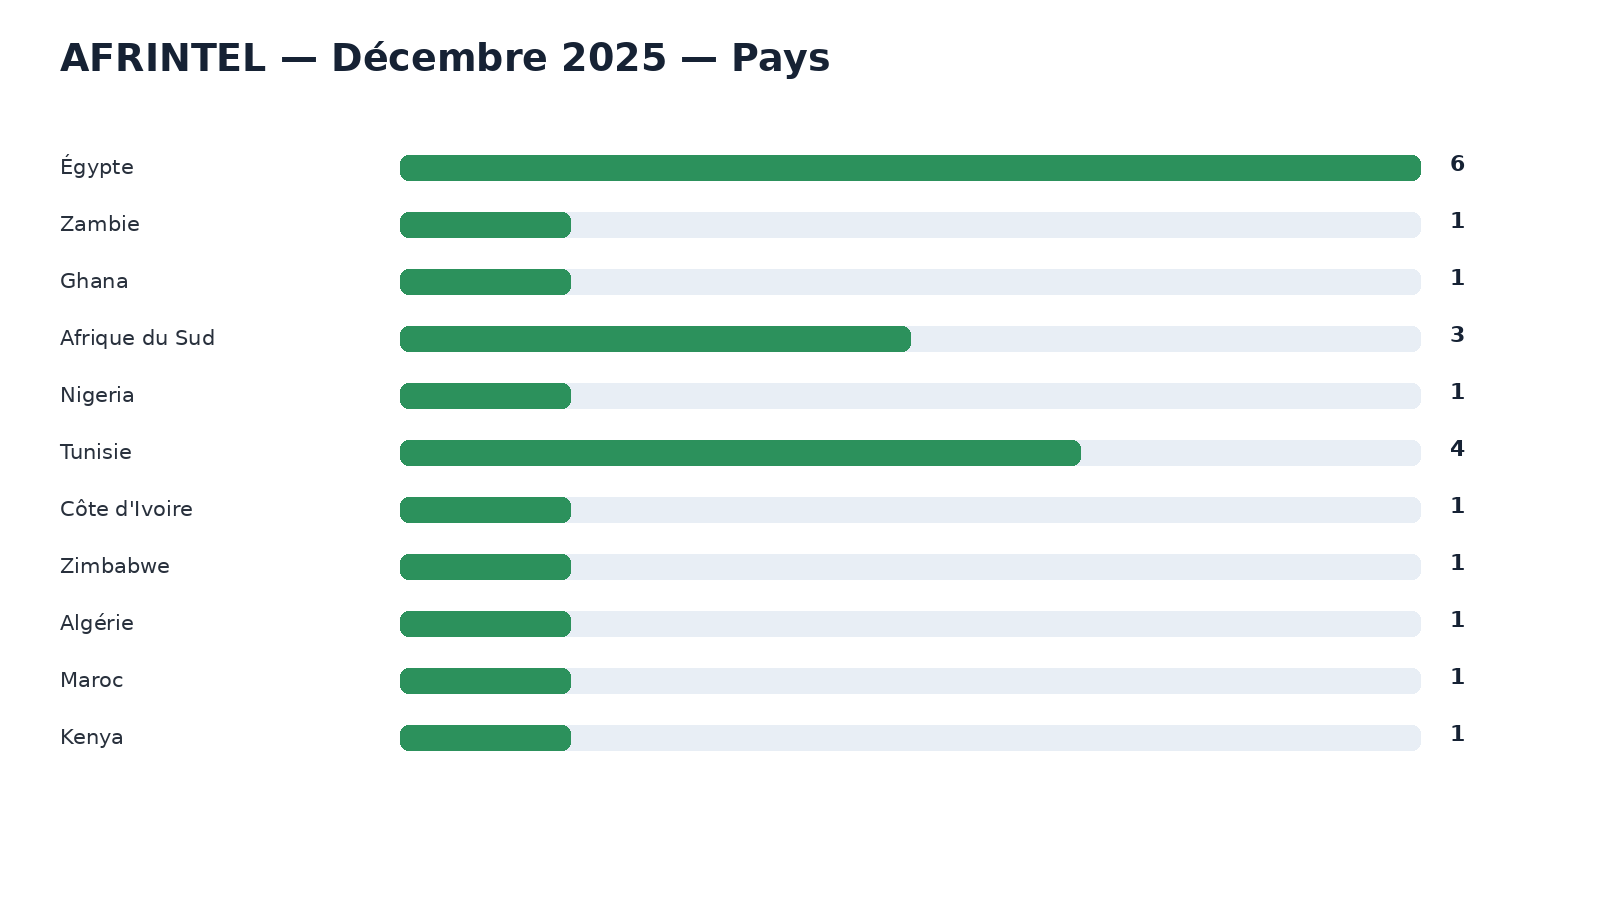 AFRINTEL — Décembre 2025 — Pays
Égypte 6
Zambie 1
Ghana 1
Afrique du Sud 3
Nigeria 1
Tunisie 4
Côte d'Ivoire 1
Zimbabwe 1
Algérie 1
Maroc 1
Kenya 1